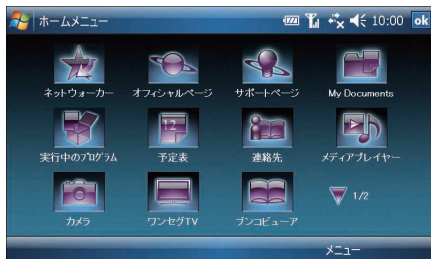 ホームメニュー 10:00 ok
ネットウォーカー オフィシャルページ サポートページ My Documents
12
実行中のプログラム 予定表 連絡先 メディアプレイヤー
カメラ ワンセグTV ブンコビューア 1/2
メニュー